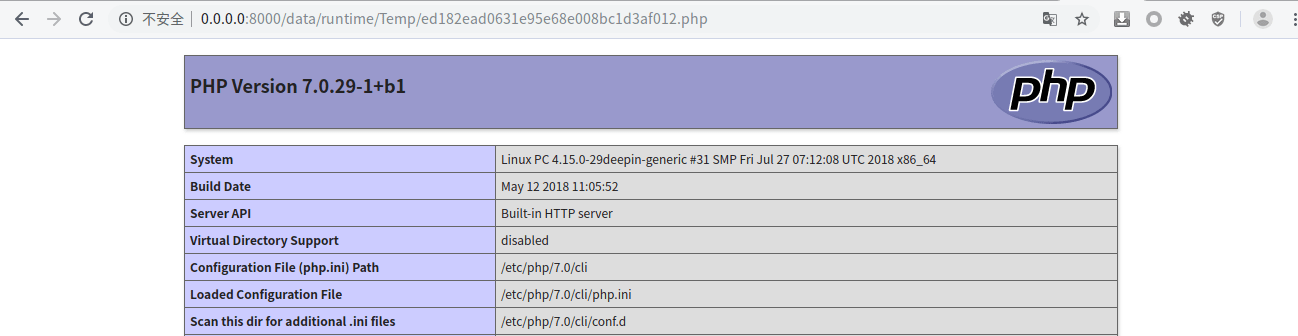 不安全 0.0.0.0:8000/data/runtime/Temp/ed182ead0631e95e68e008bc1d3af012.php
PHP Version 7.0.29-1+b1
php
System Linux PC 4.15.0-29deepin-generic #31 SMP Fri Jul 27 07:12:08 UTC 2018 x86_64
Build Date May 12 2018 11:05:52
Server API Built-in HTTP server
Virtual Directory Support disabled
Configuration File (php.ini) Path /etc/php/7.0/cli
Loaded Configuration File /etc/php/7.0/cli/php.ini
Scan this dir for additional .ini files /etc/php/7.0/cli/conf.d